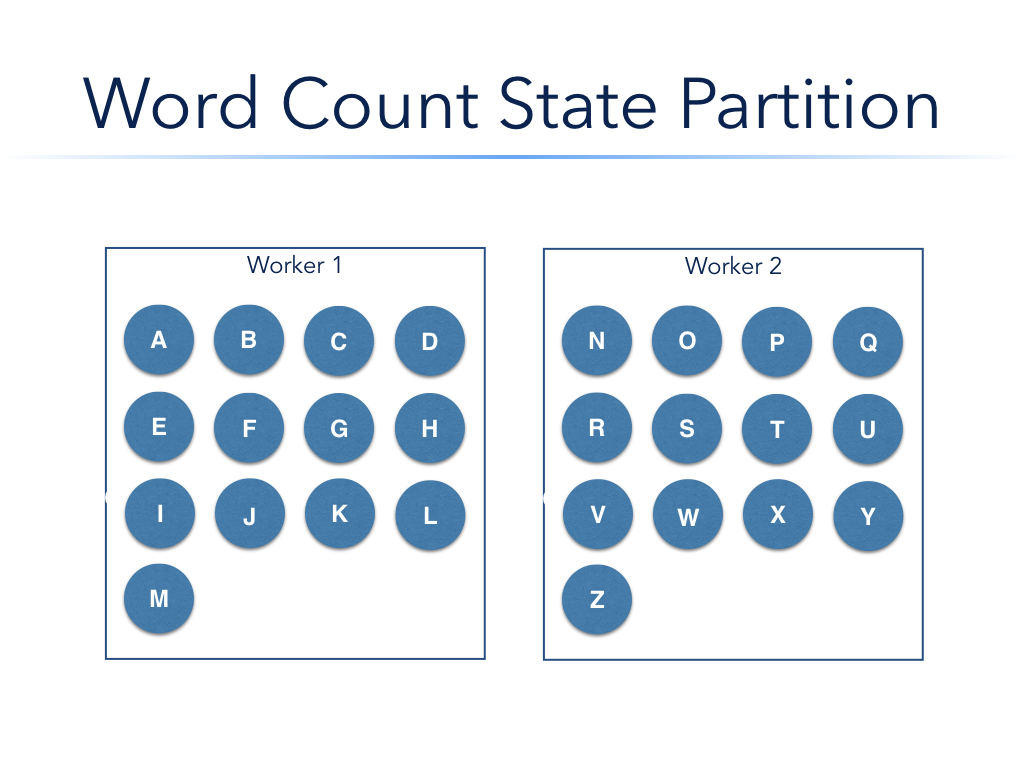 Word Count State Partition
Worker 1
A B C D
E F G H
I J K L
M
Worker 2
N O P Q
R S T U
V W X Y
Z